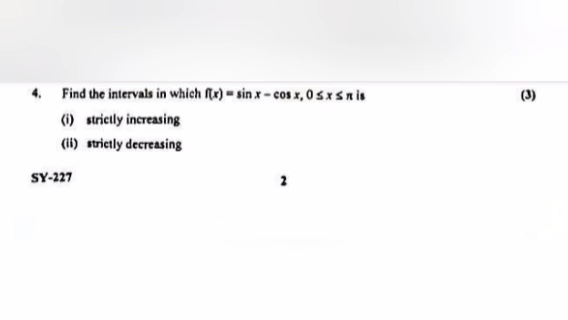 4. Find the intervals in which f(x) = sin x – cos x, 0 ≤ x ≤ π is (3)
(i) strictly increasing
(ii) strictly decreasing
SY-227 2